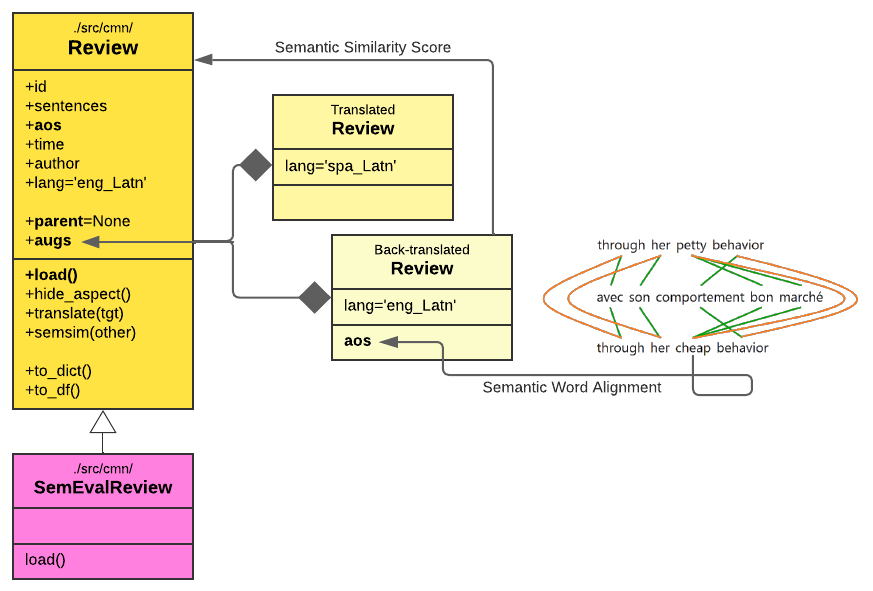 ./src/cmn/
Review
+id
+sentences
+aos
+time
+author
+lang='eng_Latn'
+parent=None
+augs
+load()
+hide_aspect()
+translate(tgt)
+semsim(other)
+to_dict()
+to_df()
./src/cmn/
SemEvalReview
load()
Semantic Similarity Score
Translated
Review
lang='spa_Latn'
Back-translated
Review
lang='eng_Latn'
aos
Semantic Word Alignment
through her petty behavior
avec son comportement bon marché
through her cheap behavior